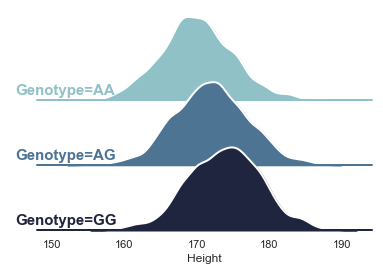 Genotype=AA
Genotype=AG
Genotype=GG
150 160 170 180 190
Height